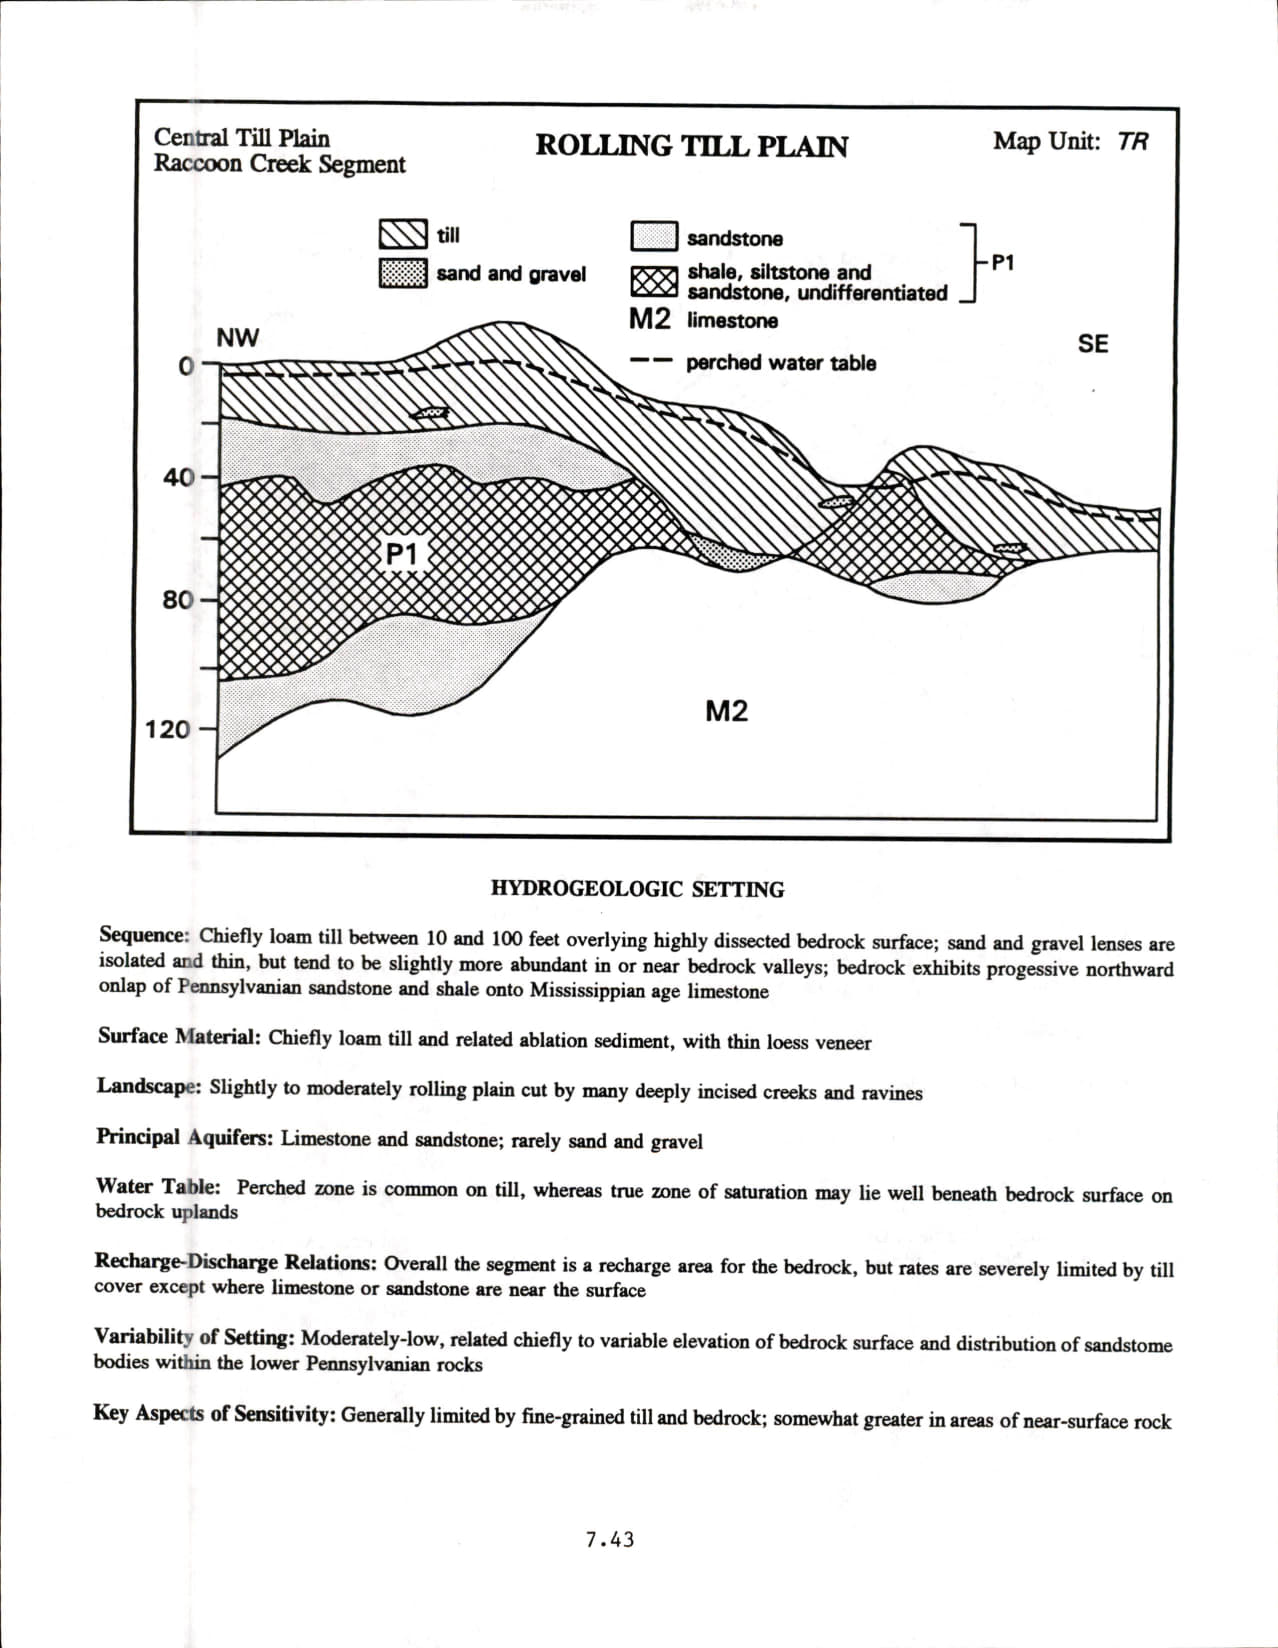 Central Till Plain
Raccoon Creek Segment
ROLLING TILL PLAIN
Map Unit: TR
till
sand and gravel
sandstone
shale, siltstone and
sandstone, undifferentiated
P1
M2 limestone
perched water table
NW
SE
0
40
80
120
P1
M2
HYDROGEOLOGIC SETTING
Sequence: Chiefly loam till between 10 and 100 feet overlying highly dissected bedrock surface; sand and gravel lenses are
isolated and thin, but tend to be slightly more abundant in or near bedrock valleys; bedrock exhibits progessive northward
onlap of Pennsylvanian sandstone and shale onto Mississippian age limestone
Surface Material: Chiefly loam till and related ablation sediment, with thin loess veneer
Landscape: Slightly to moderately rolling plain cut by many deeply incised creeks and ravines
Principal Aquifers: Limestone and sandstone; rarely sand and gravel
Water Table: Perched zone is common on till, whereas true zone of saturation may lie well beneath bedrock surface on
bedrock uplands
Recharge-Discharge Relations: Overall the segment is a recharge area for the bedrock, but rates are severely limited by till
cover except where limestone or sandstone are near the surface
Variability of Setting: Moderately-low, related chiefly to variable elevation of bedrock surface and distribution of sandstome
bodies within the lower Pennsylvanian rocks
Key Aspects of Sensitivity: Generally limited by fine-grained till and bedrock; somewhat greater in areas of near-surface rock
7.43